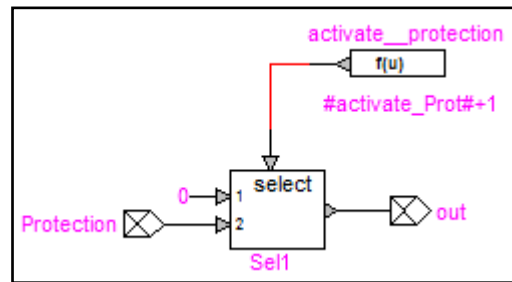 activate__protection
f(u)
#activate_Prot#+1
select
0
1
Protection
2
out
Sel1